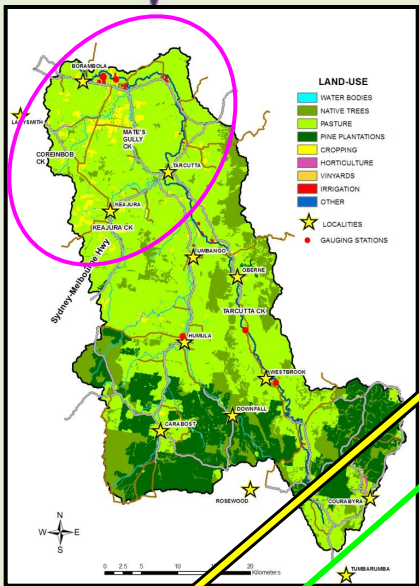 BORAMBOLA
LADYSMITH
MATE'S
GULLY
CK
COREINBOB
CK
TARCUTTA
KEAJURA
KEAJURA CK
Sydney-Melbourne Hwy
UMBANGO
OBERNE
TARCUTTA CK
HUMULA
WESTBROOK
DOWNFALL
CARABOST
ROSEWOOD
COURABYRA
TUMBARUMBA
LAND-USE
WATER BODIES
NATIVE TREES
PASTURE
PINE PLANTATIONS
CROPPING
HORTICULTURE
VINYARDS
IRRIGATION
OTHER
LOCALITIES
GAUGING STATIONS
N
W E
S
0 2.5 5 10 15 20
Kilometers